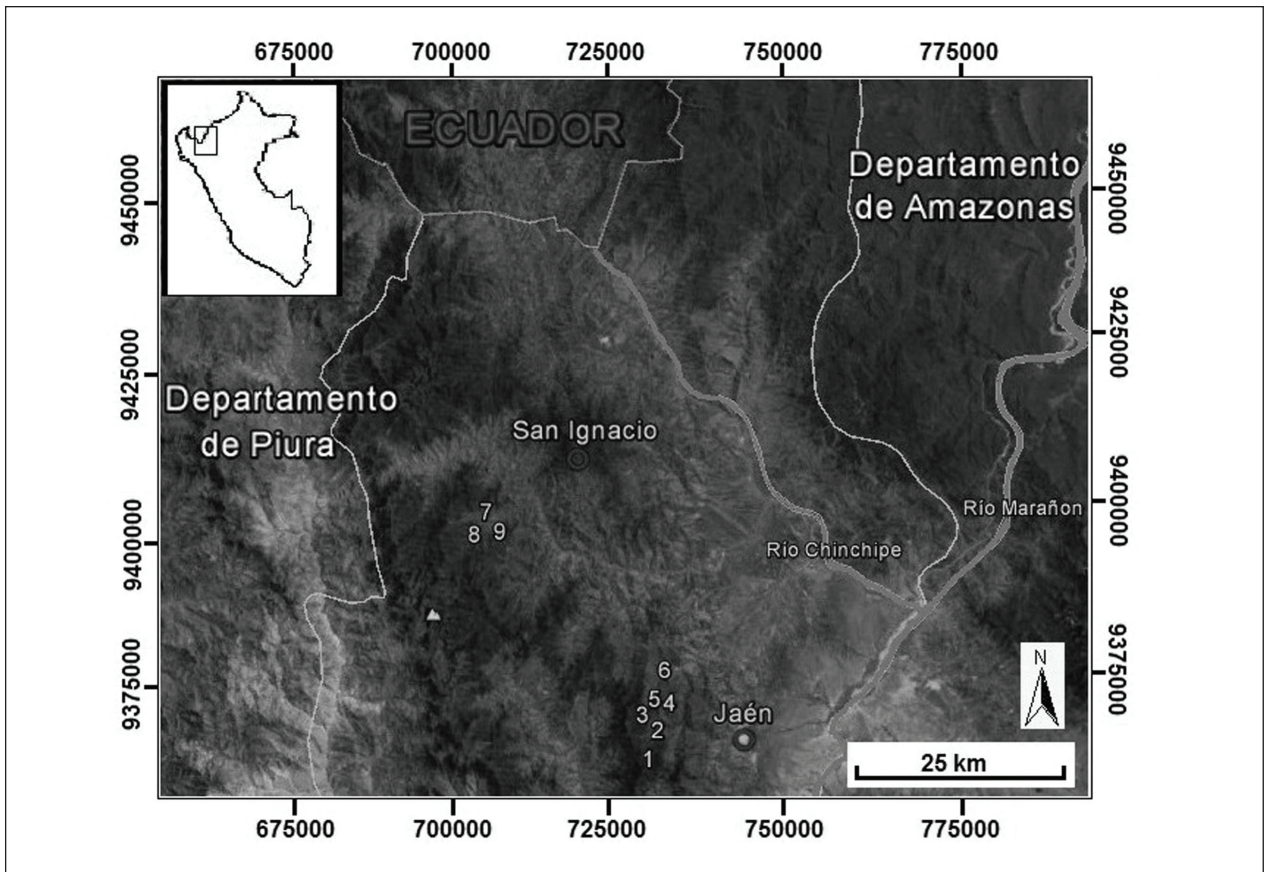 675000 700000 725000 750000 775000
ECUADOR
Departamento
de Amazonas
9450000
9450000
9425000
9425000
Departamento
de Piura
San Ignacio
7
8 9
9400000
9400000
Río Marañon
Río Chinchipe
6
5 4
3
2
1
Jaén
9375000
9375000
N
25 km
675000 700000 725000 750000 775000